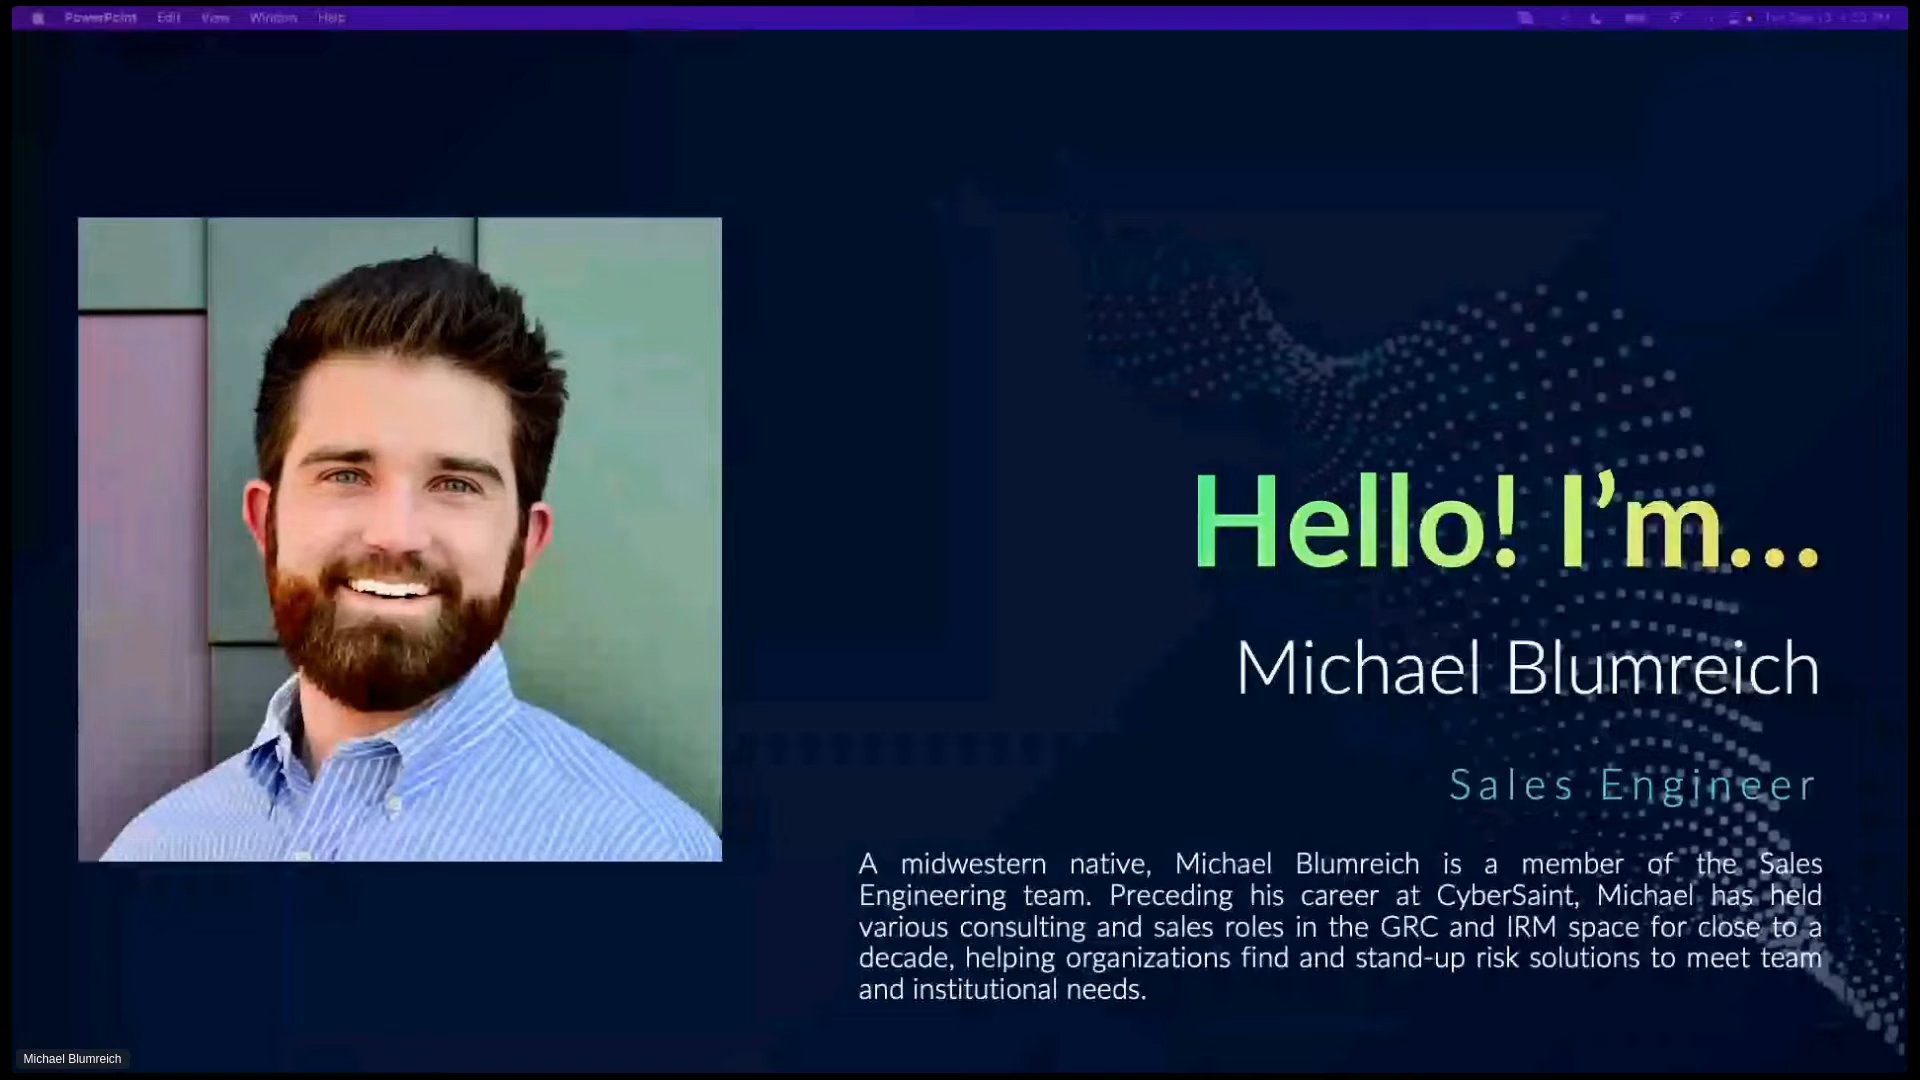 PowerPoint Edit View Window Help
Hello! I'm...
Michael Blumreich
Sales Engineer
A midwestern native, Michael Blumreich is a member of the Sales
Engineering team. Preceding his career at CyberSaint, Michael has held
various consulting and sales roles in the GRC and IRM space for close to a
decade, helping organizations find and stand-up risk solutions to meet team
and institutional needs.
Michael Blumreich